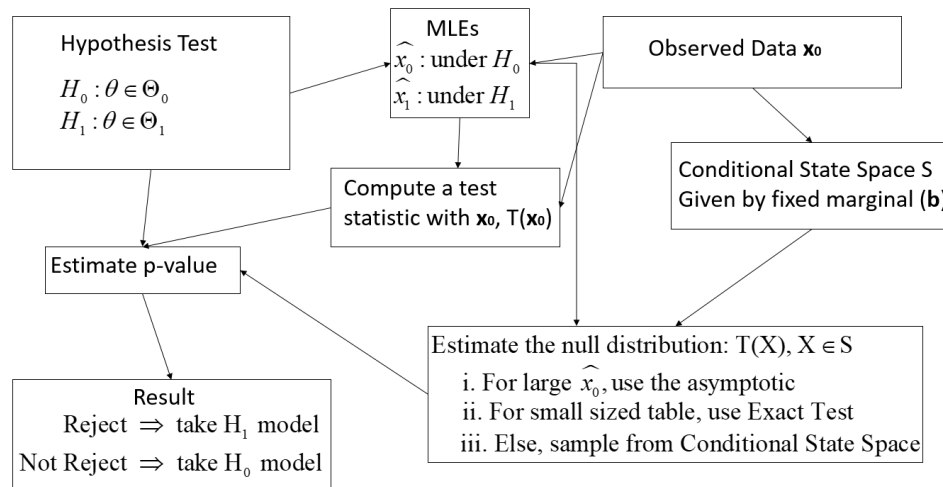 Hypothesis Test
H₀ : θ ∈ Θ₀
H₁ : θ ∈ Θ₁
MLEs
x̂₀ : under H₀
x̂₁ : under H₁
Observed Data x₀
Compute a test
statistic with x₀, T(x₀)
Conditional State Space S
Given by fixed marginal (b)
Estimate p-value
Estimate the null distribution: T(X), X ∈ S
i. For large x̂₀, use the asymptotic
ii. For small sized table, use Exact Test
iii. Else, sample from Conditional State Space
Result
Reject ⇒ take H₁ model
Not Reject ⇒ take H₀ model